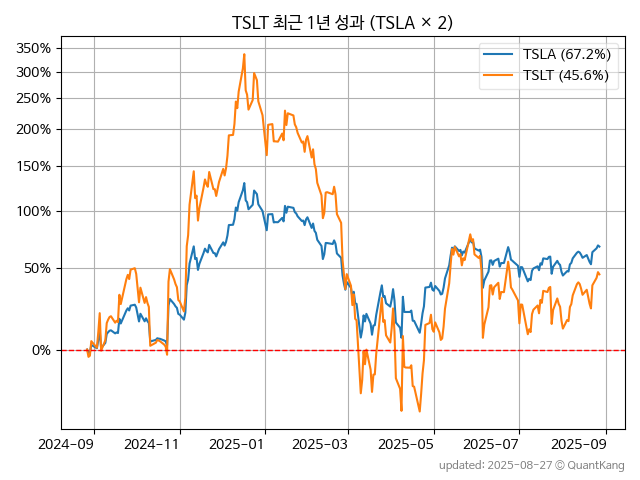 TSLT 최근 1년 성과 (TSLA × 2)
TSLA (67.2%)
TSLT (45.6%)
350%
300%
250%
200%
150%
100%
50%
0%
2024-09 2024-11 2025-01 2025-03 2025-05 2025-07 2025-09
updated: 2025-08-27 © QuantKang